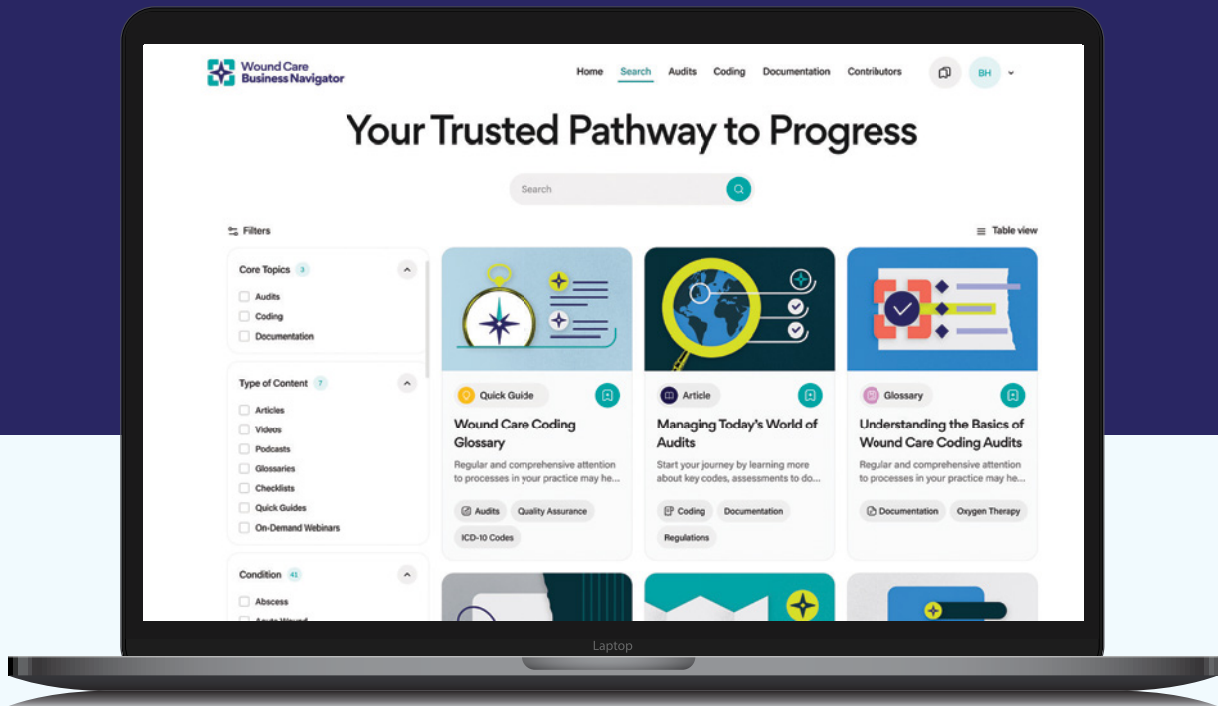 Wound Care
Business Navigator
Home Search Audits Coding Documentation Contributors BH
Your Trusted Pathway to Progress
Search
Filters
Table view
Core Topics 3
Audits
Coding
Documentation
Type of Content 7
Articles
Videos
Podcasts
Glossaries
Checklists
Quick Guides
On-Demand Webinars
Condition 41
Abscess
Acute Wound
Quick Guide
Wound Care Coding
Glossary
Regular and comprehensive attention
to processes in your practice may he...
Audits Quality Assurance
ICD-10 Codes
Article
Managing Today's World of
Audits
Start your journey by learning more
about key codes, assessments to do...
Coding Documentation
Regulations
Glossary
Understanding the Basics of
Wound Care Coding Audits
Regular and comprehensive attention
to processes in your practice may he...
Documentation Oxygen Therapy
Laptop